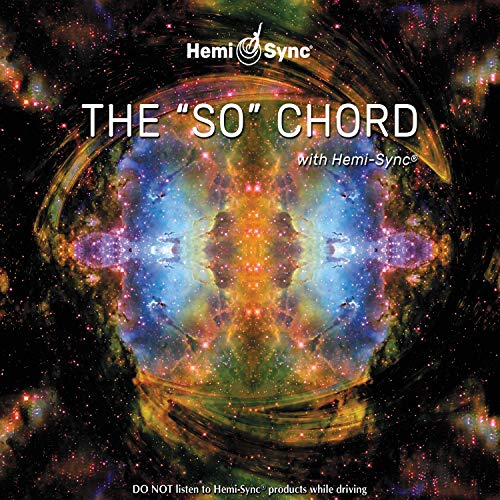 Hemi Sync®
THE “SO” CHORD
with Hemi-Sync®
DO NOT listen to Hemi-Sync® products while driving